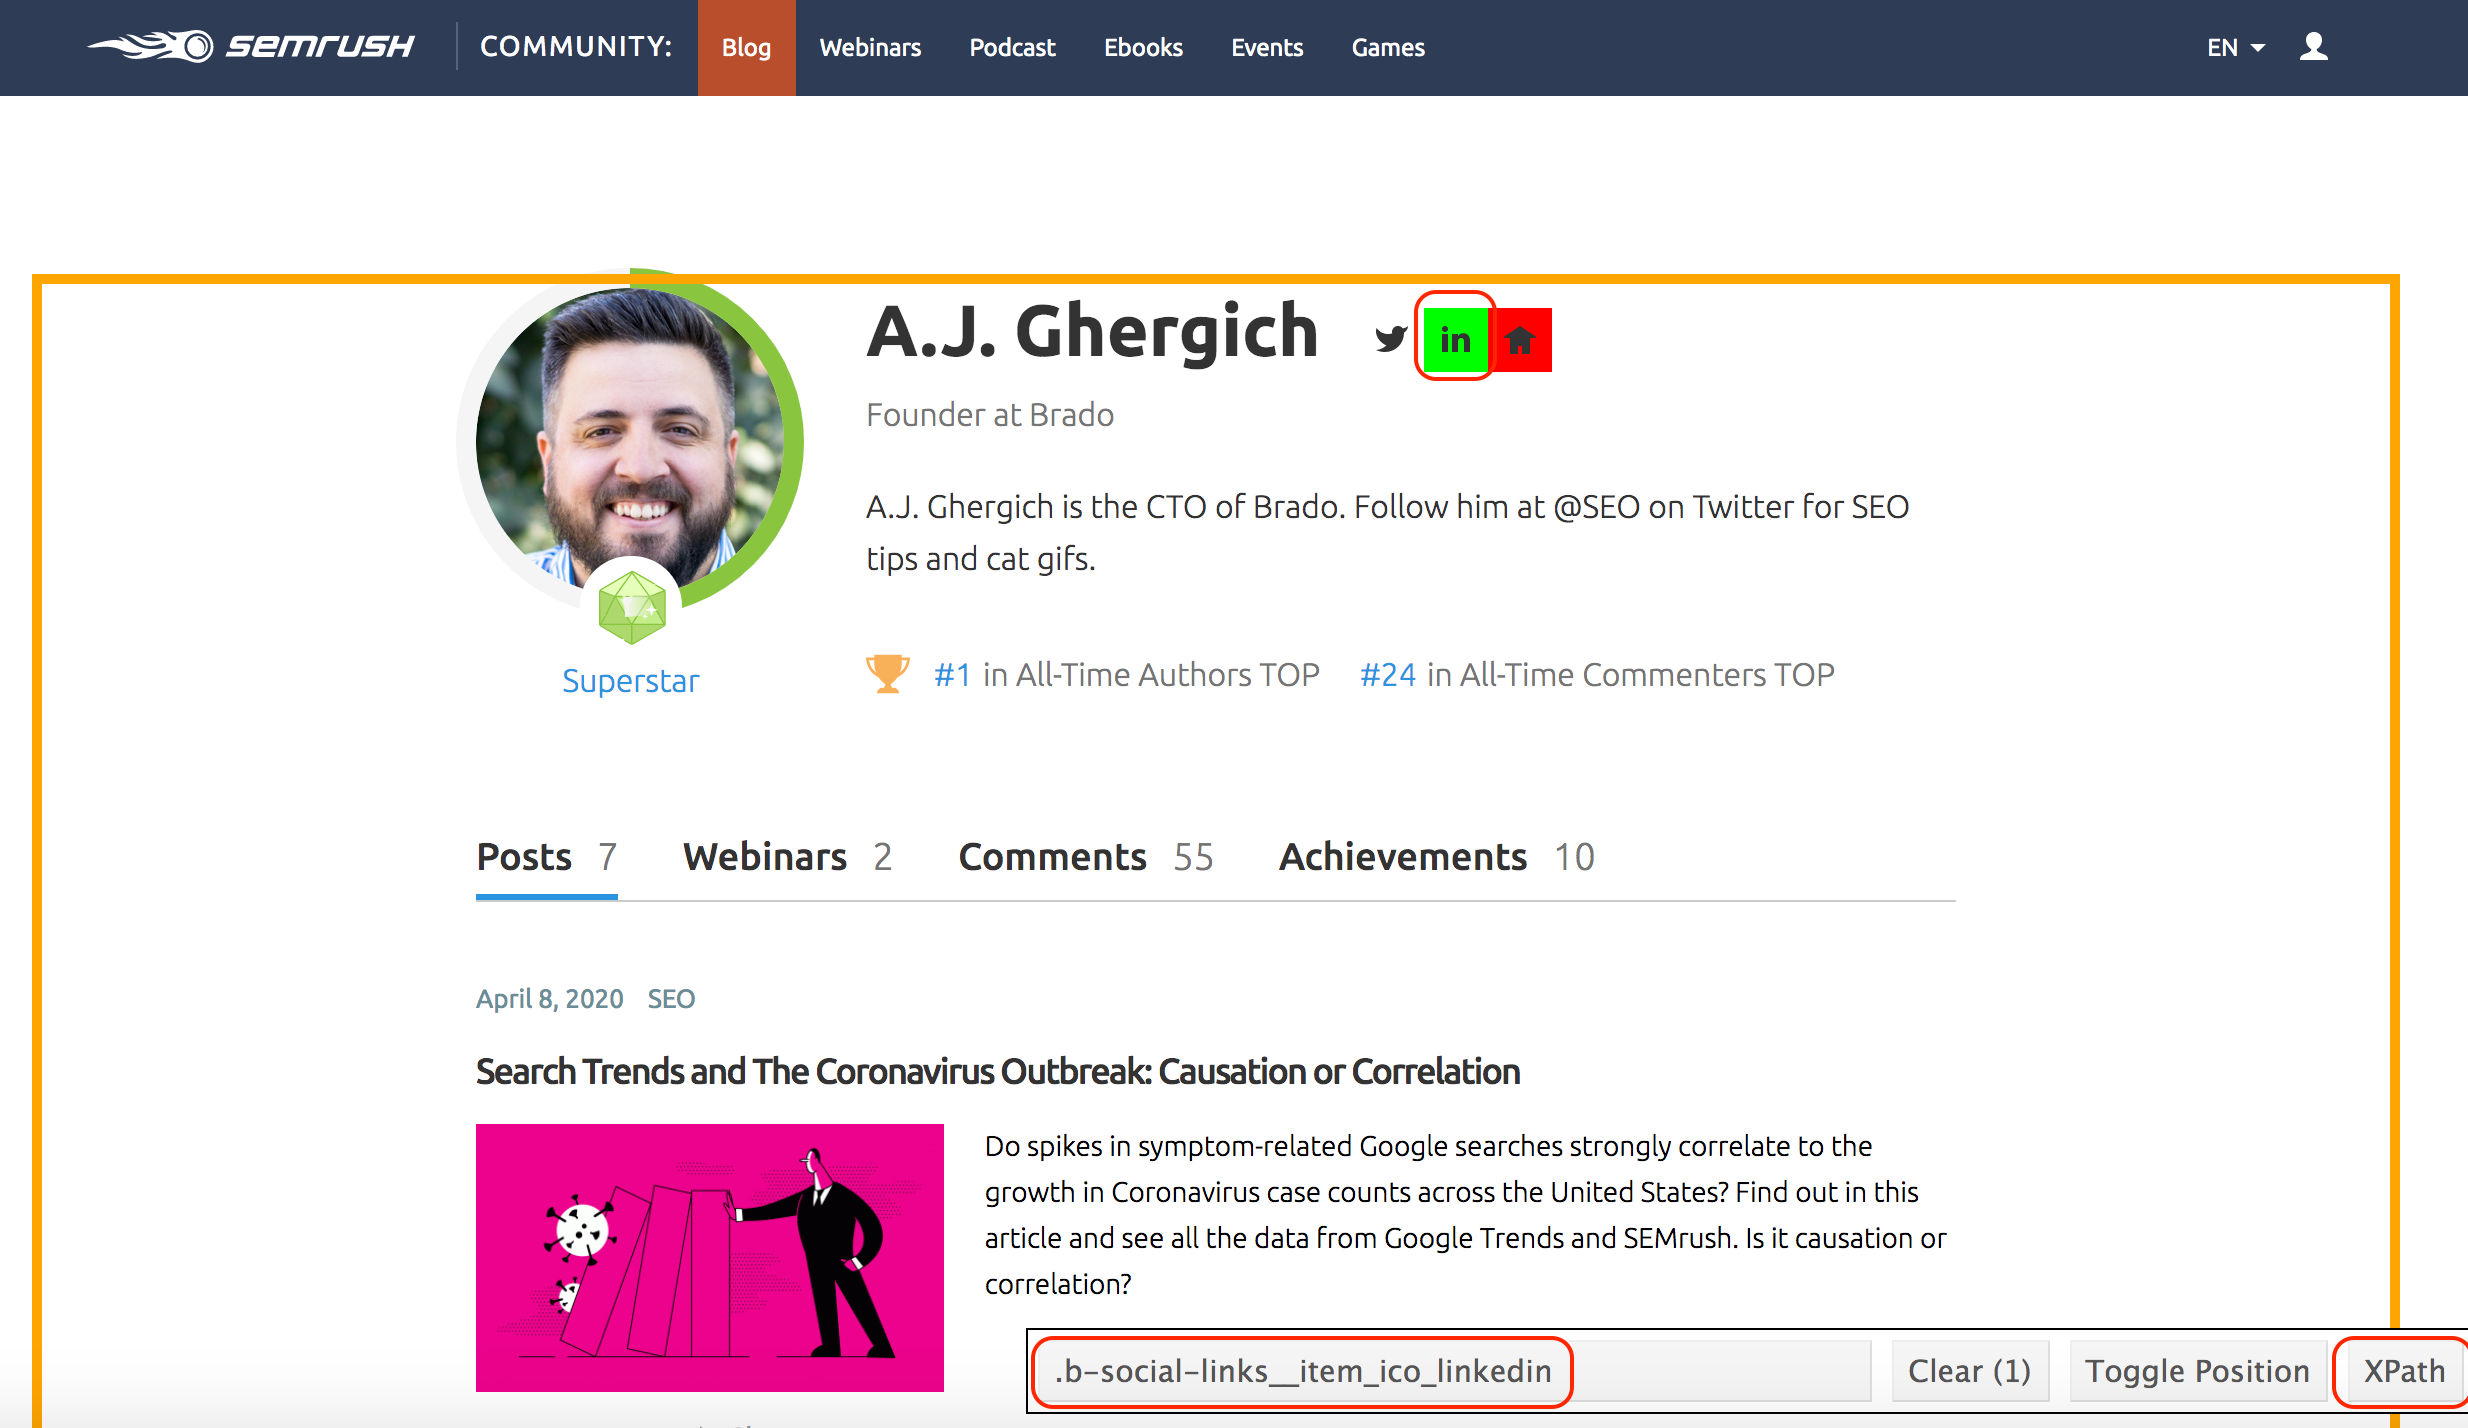 semrush COMMUNITY: Blog Webinars Podcast Ebooks Events Games EN
A.J. Ghergich in
Founder at Brado
A.J. Ghergich is the CTO of Brado. Follow him at @SEO on Twitter for SEO
tips and cat gifs.
Superstar
#1 in All-Time Authors TOP #24 in All-Time Commenters TOP
Posts 7 Webinars 2 Comments 55 Achievements 10
April 8, 2020 SEO
Search Trends and The Coronavirus Outbreak: Causation or Correlation
Do spikes in symptom-related Google searches strongly correlate to the
growth in Coronavirus case counts across the United States? Find out in this
article and see all the data from Google Trends and SEMrush. Is it causation or
correlation?
.b-social-links__item_ico_linkedin Clear (1) Toggle Position XPath